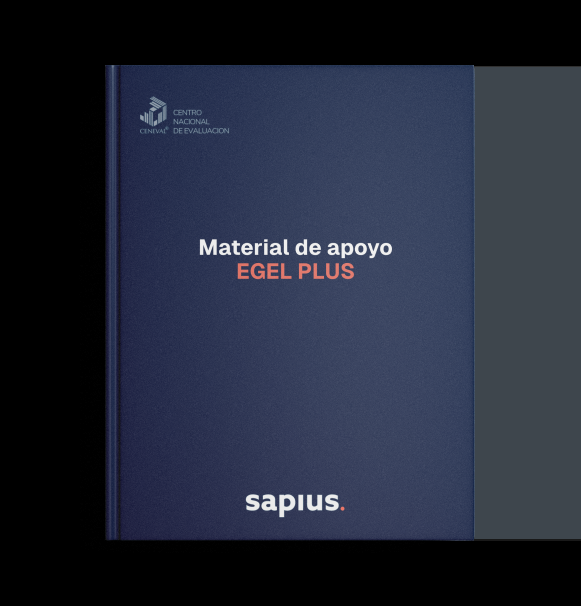 CENTRO
NACIONAL
CENEVAL® DE EVALUACION
Material de apoyo
EGEL PLUS
sapius.